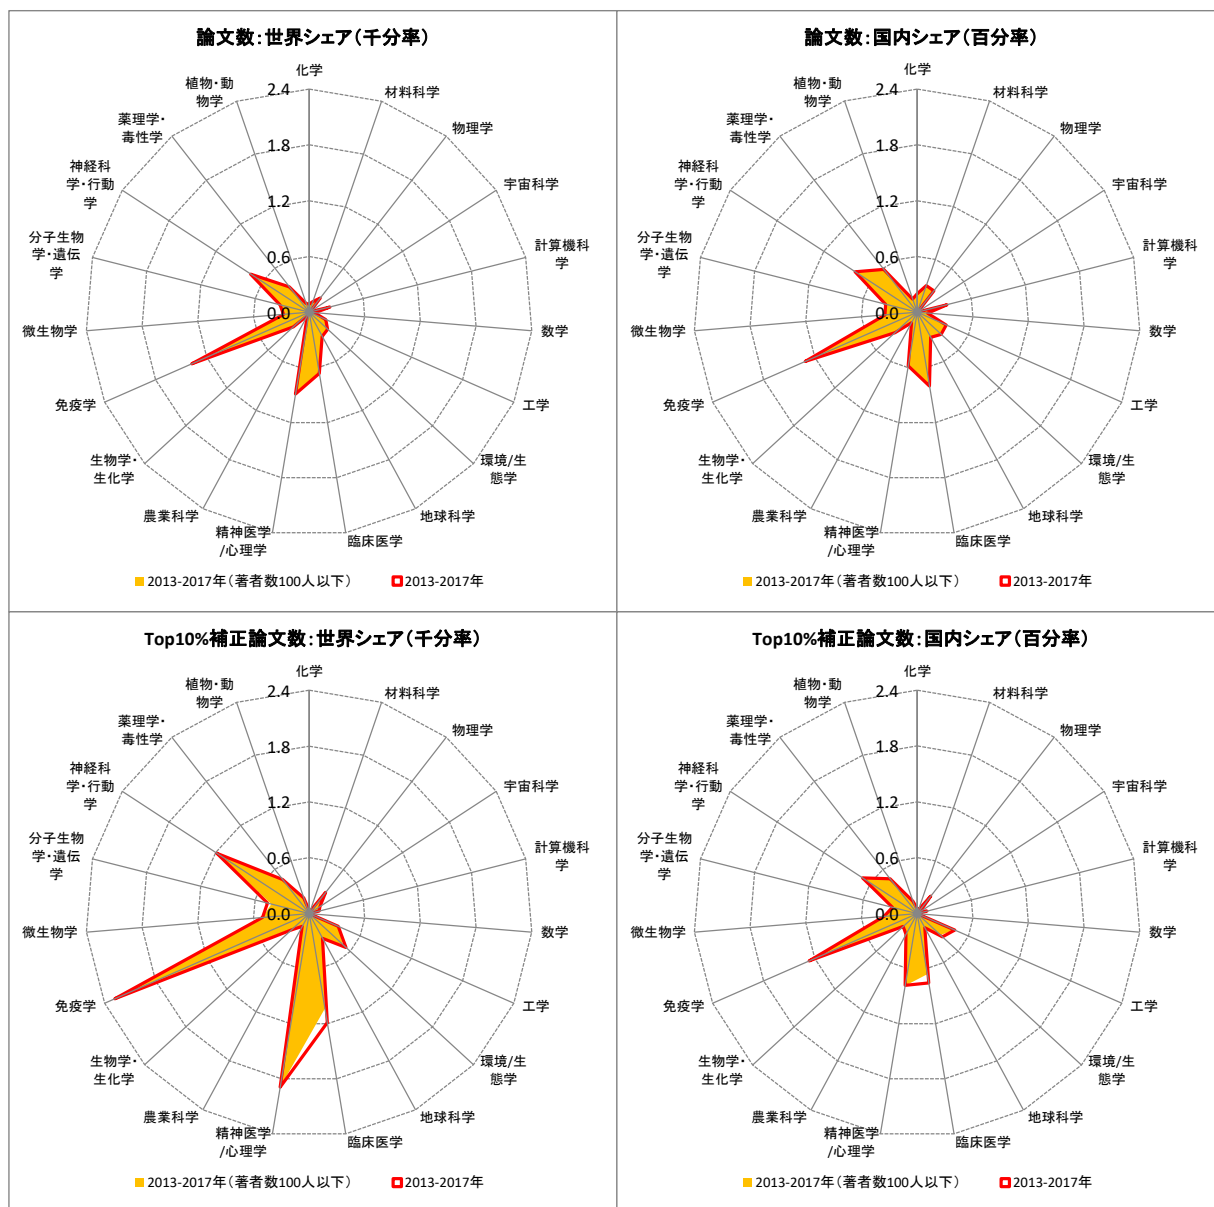 論文数：世界シェア（千分率）
化学
植物・動
物学
材料科学
薬理学・
毒性学
物理学
神経科
学・行動
学
宇宙科学
分子生物
学・遺伝
学
計算機科
学
微生物学
数学
免疫学
工学
生物学・
生化学
環境/生
態学
農業科学
地球科学
精神医学
/心理学
臨床医学
2.4
1.8
1.2
0.6
0.0
2013-2017年（著者数100人以下）
2013-2017年
論文数：国内シェア（百分率）
化学
植物・動
物学
材料科学
薬理学・
毒性学
物理学
神経科
学・行動
学
宇宙科学
分子生物
学・遺伝
学
計算機科
学
微生物学
数学
免疫学
工学
生物学・
生化学
環境/生
態学
農業科学
地球科学
精神医学
/心理学
臨床医学
2.4
1.8
1.2
0.6
0.0
2013-2017年（著者数100人以下）
2013-2017年
Top10%補正論文数：世界シェア（千分率）
化学
植物・動
物学
材料科学
薬理学・
毒性学
物理学
神経科
学・行動
学
宇宙科学
分子生物
学・遺伝
学
計算機科
学
微生物学
数学
免疫学
工学
生物学・
生化学
環境/生
態学
農業科学
地球科学
精神医学
/心理学
臨床医学
2.4
1.8
1.2
0.6
0.0
2013-2017年（著者数100人以下）
2013-2017年
Top10%補正論文数：国内シェア（百分率）
化学
植物・動
物学
材料科学
薬理学・
毒性学
物理学
神経科
学・行動
学
宇宙科学
分子生物
学・遺伝
学
計算機科
学
微生物学
数学
免疫学
工学
生物学・
生化学
環境/生
態学
農業科学
地球科学
精神医学
/心理学
臨床医学
2.4
1.8
1.2
0.6
0.0
2013-2017年（著者数100人以下）
2013-2017年